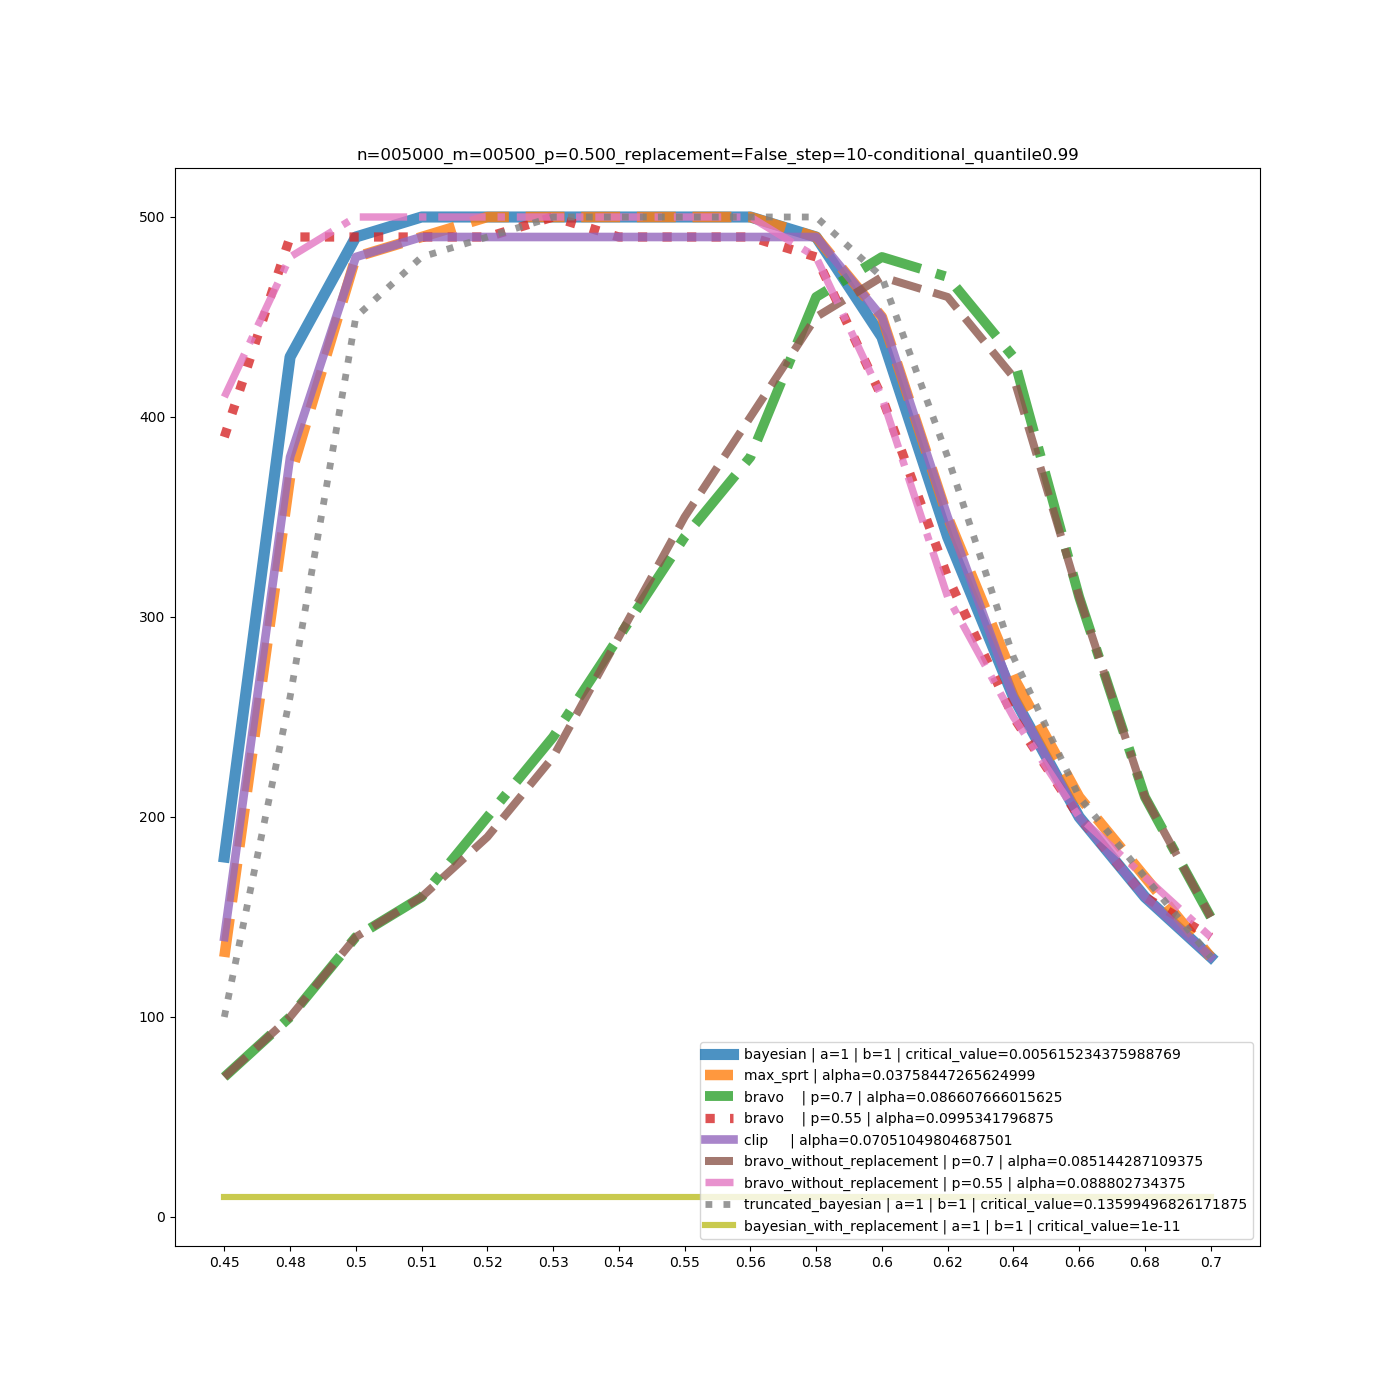 n=005000_m=00500_p=0.500_replacement=False_step=10-conditional_quantile0.99
500
400
300
200
100
0
bayesian | a=1 | b=1 | critical_value=0.005615234375988769
max_sprt | alpha=0.03758447265624999
bravo | p=0.7 | alpha=0.086607666015625
bravo | p=0.55 | alpha=0.0995341796875
clip | alpha=0.07051049804687501
bravo_without_replacement | p=0.7 | alpha=0.085144287109375
bravo_without_replacement | p=0.55 | alpha=0.088802734375
truncated_bayesian | a=1 | b=1 | critical_value=0.13599496826171875
bayesian_with_replacement | a=1 | b=1 | critical_value=1e-11
0.45 0.48 0.5 0.51 0.52 0.53 0.54 0.55 0.56 0.58 0.6 0.62 0.64 0.66 0.68 0.7